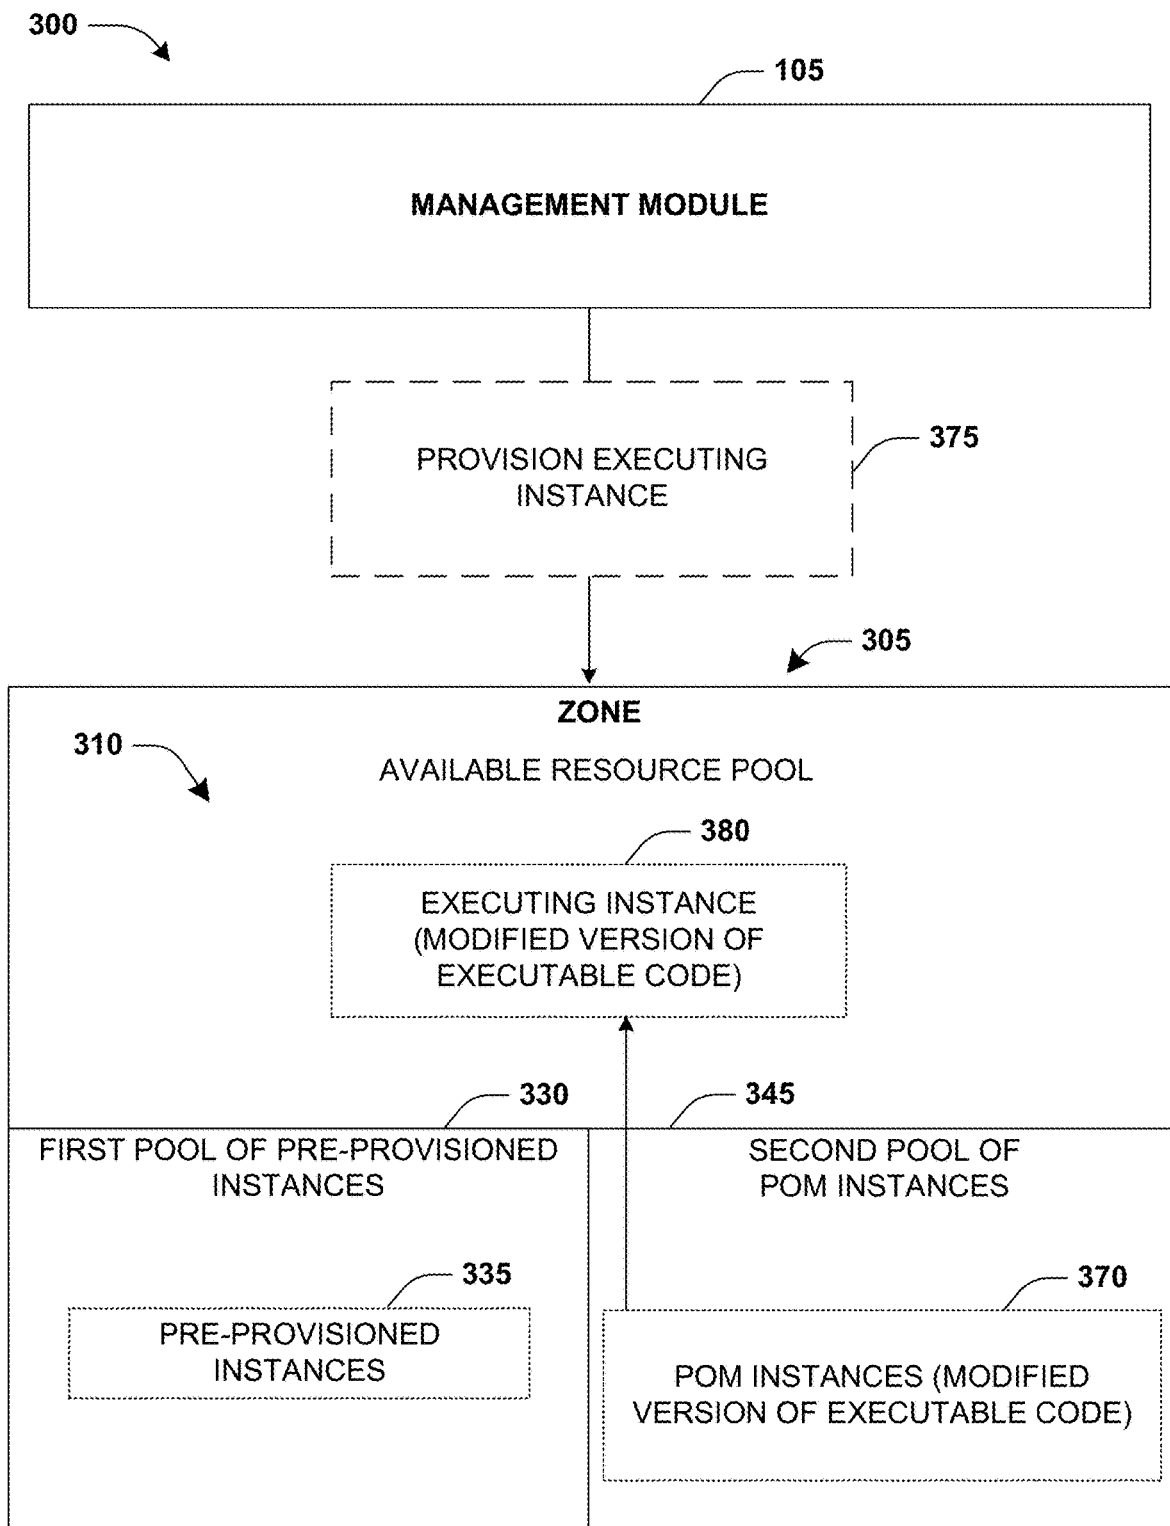 300
105
MANAGEMENT MODULE
PROVISION EXECUTING
INSTANCE
375
305
ZONE
310
AVAILABLE RESOURCE POOL
380
EXECUTING INSTANCE
(MODIFIED VERSION OF
EXECUTABLE CODE)
330
345
FIRST POOL OF PRE-PROVISIONED
INSTANCES
SECOND POOL OF
POM INSTANCES
335
PRE-PROVISIONED
INSTANCES
370
POM INSTANCES (MODIFIED
VERSION OF EXECUTABLE CODE)